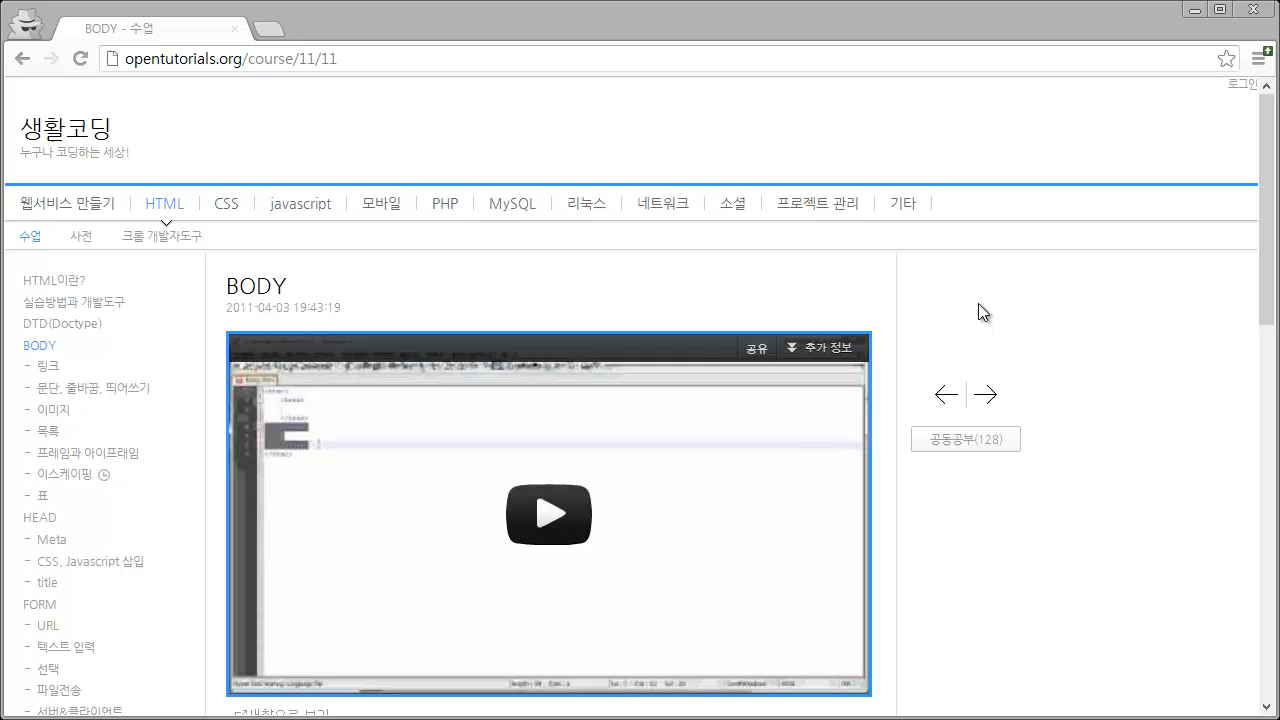 BODY - 수업
opentutorials.org/course/11/11
로그인
생활코딩
누구나 코딩하는 세상!
웹서비스 만들기 HTML CSS javascript 모바일 PHP MySQL 리눅스 네트워크 소셜 프로젝트 관리 기타
수업 사전 크롬 개발자도구
HTML이란?
실습방법과 개발도구
DTD(Doctype)
BODY
- 링크
- 문단, 줄바꿈, 띄어쓰기
- 이미지
- 목록
- 프레임과 아이프레임
- 이스케이핑
- 표
HEAD
- Meta
- CSS, Javascript 삽입
- title
FORM
- URL
- 텍스트 입력
- 선택
- 파일전송
- 서버&클라이언트
BODY
2011-04-03 19:43:19
공유 추가 정보
공동공부(128)